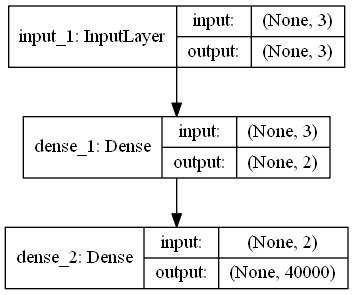 input_1: InputLayer
input: (None, 3)
output: (None, 3)
dense_1: Dense
input: (None, 3)
output: (None, 2)
dense_2: Dense
input: (None, 2)
output: (None, 40000)